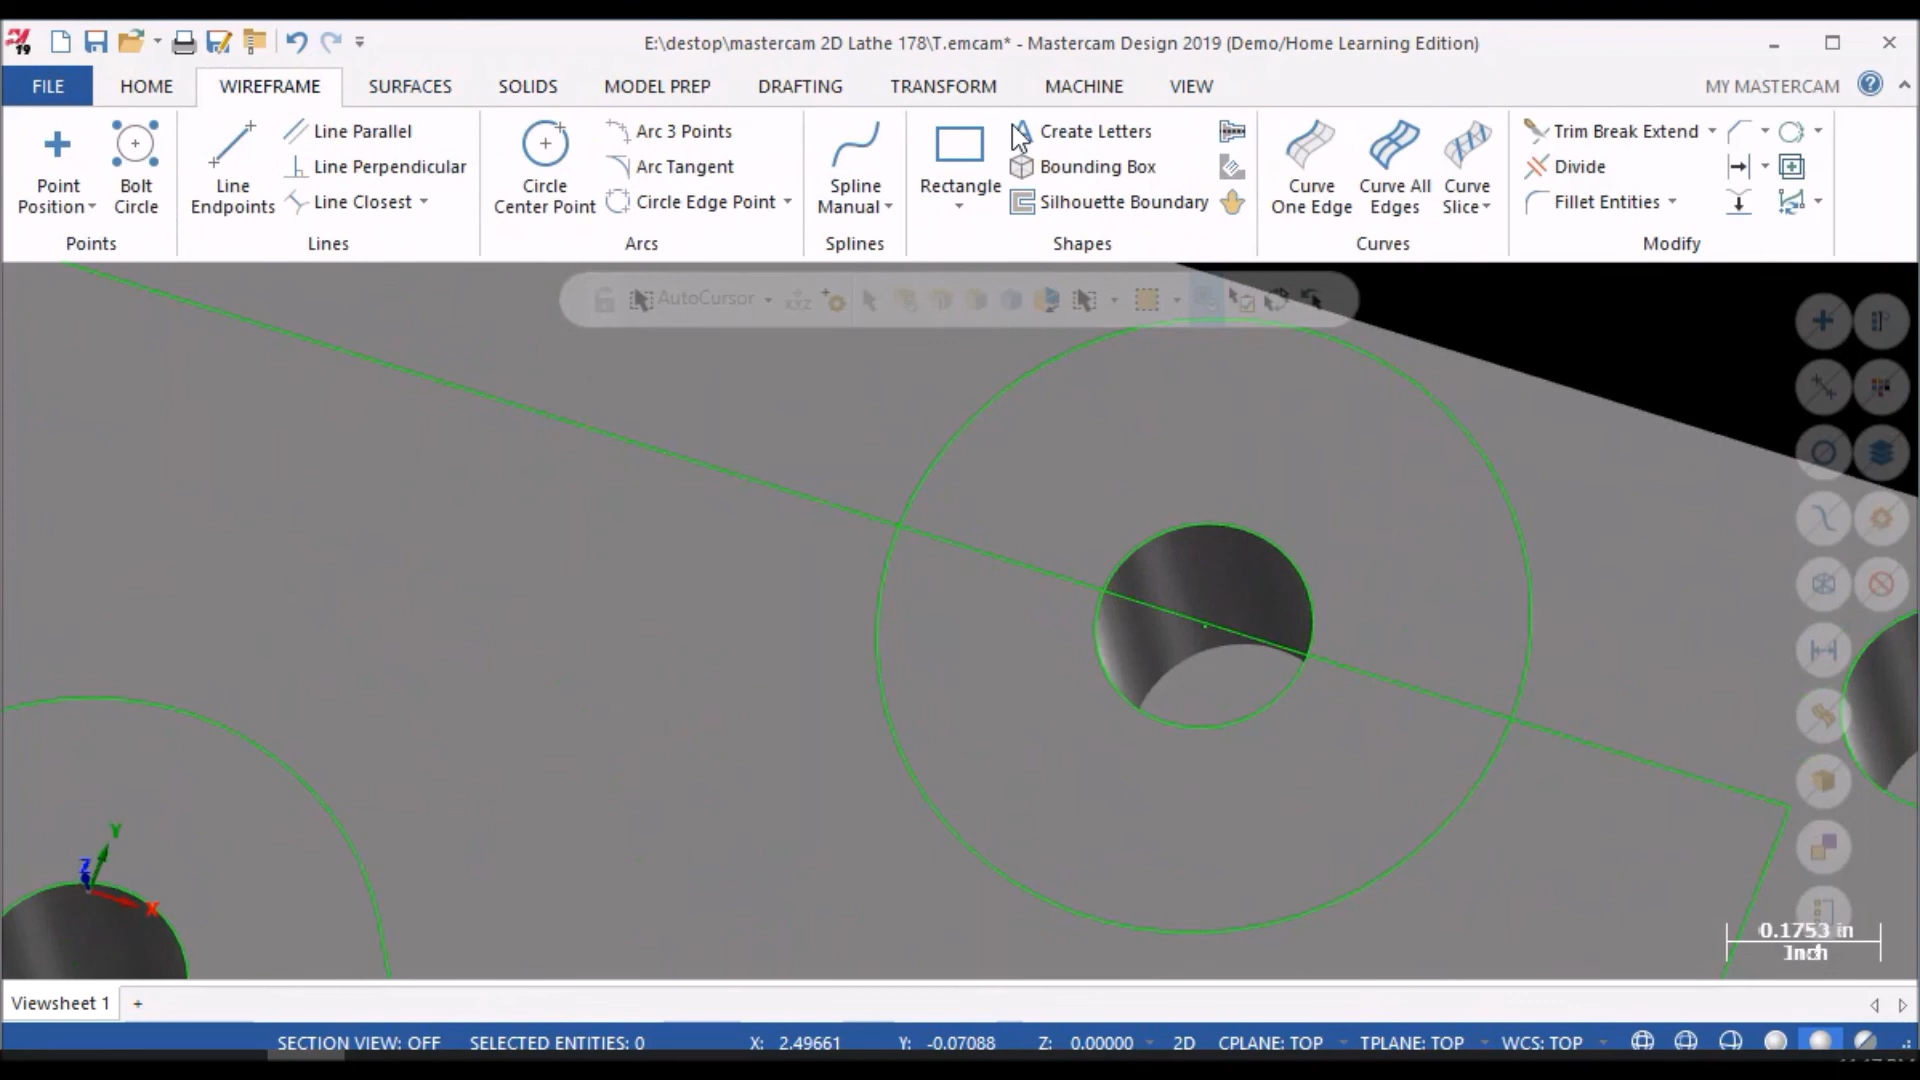 19
E:\destop\mastercam 2D Lathe 178\T.emcam* - Mastercam Design 2019 (Demo/Home Learning Edition)
FILE HOME WIREFRAME SURFACES SOLIDS MODEL PREP DRAFTING TRANSFORM MACHINE VIEW MY MASTERCAM ?
Point Position
Bolt Circle
Points
Line Endpoints
Line Parallel
Line Perpendicular
Line Closest
Lines
Circle Center Point
Arc 3 Points
Arc Tangent
Circle Edge Point
Arcs
Spline Manual
Splines
Rectangle
Create Letters
Bounding Box
Silhouette Boundary
Shapes
Curve One Edge
Curve All Edges
Curve Slice
Curves
Trim Break Extend
Divide
Fillet Entities
Modify
AutoCursor
XYZ
Y
Z
X
0.1753 in
Inch
Viewsheet 1 +
SECTION VIEW: OFF SELECTED ENTITIES: 0 X: 2.49661 Y: -0.07088 Z: 0.00000 2D CPLANE: TOP TPLANE: TOP WCS: TOP